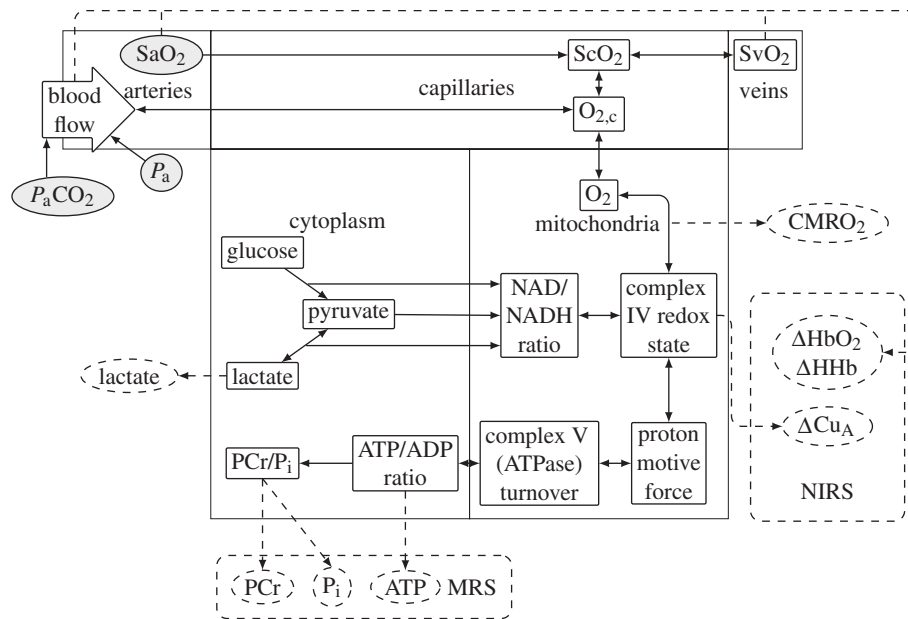 SaO₂
ScO₂
SvO₂
blood
flow
arteries
capillaries
veins
O₂,c
Pₐ
PₐCO₂
O₂
cytoplasm
mitochondria
CMRO₂
glucose
NAD/
NADH
ratio
complex
IV redox
state
pyruvate
lactate
lactate
ΔHbO₂
ΔHHb
ΔCu_A
NIRS
PCr/Pᵢ
ATP/ADP
ratio
complex V
(ATPase)
turnover
proton
motive
force
PCr
Pᵢ
ATP
MRS